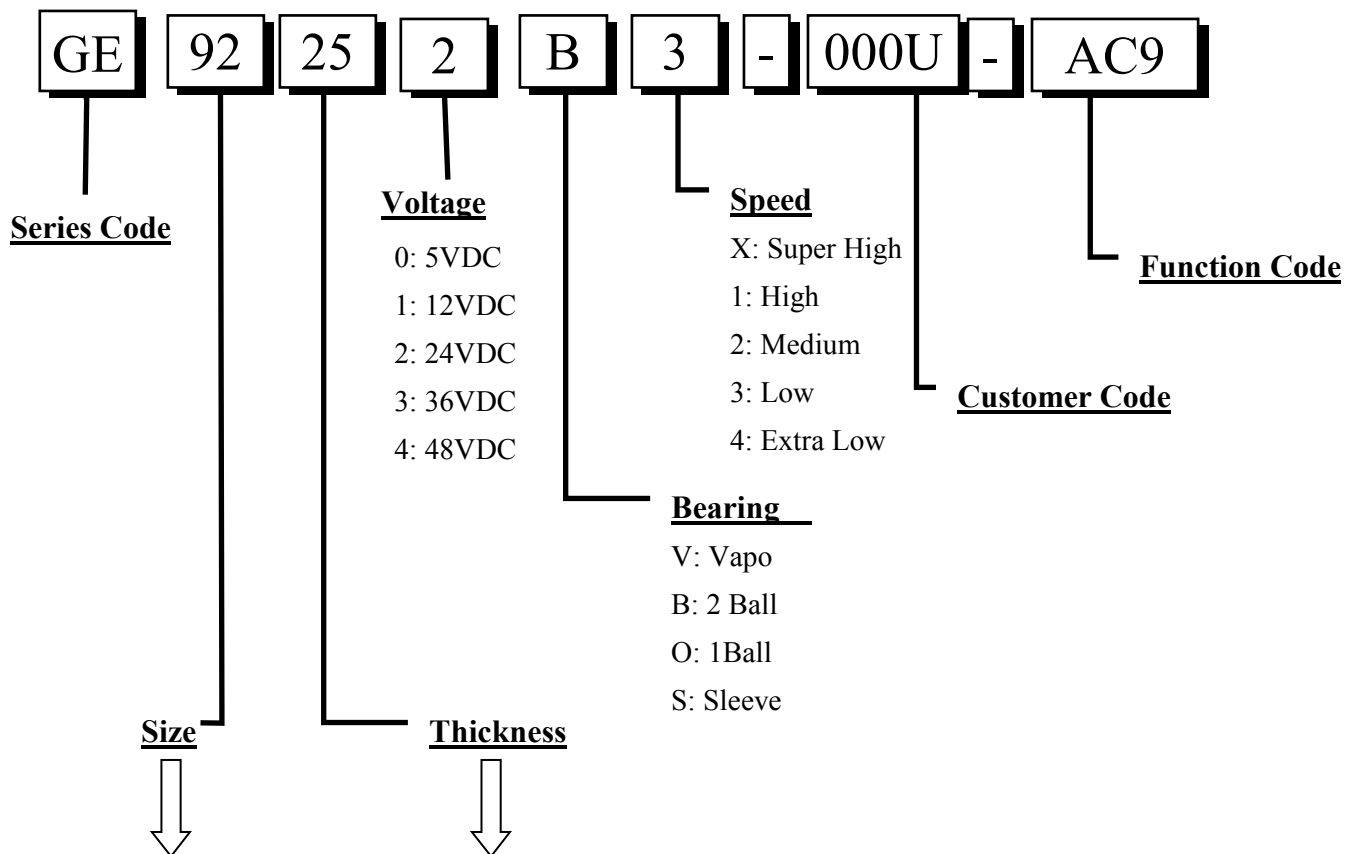 GE 92 25 2 B 3 - 000U - AC9
Series Code
Voltage
0: 5VDC
1: 12VDC
2: 24VDC
3: 36VDC
4: 48VDC
Speed
X: Super High
1: High
2: Medium
3: Low
4: Extra Low
Function Code
Customer Code
Bearing
V: Vapo
B: 2 Ball
O: 1Ball
S: Sleeve
Size
Thickness